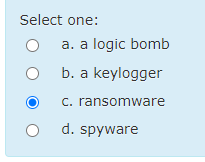 Select one:
a. a logic bomb
b. a keylogger
c. ransomware
d. spyware